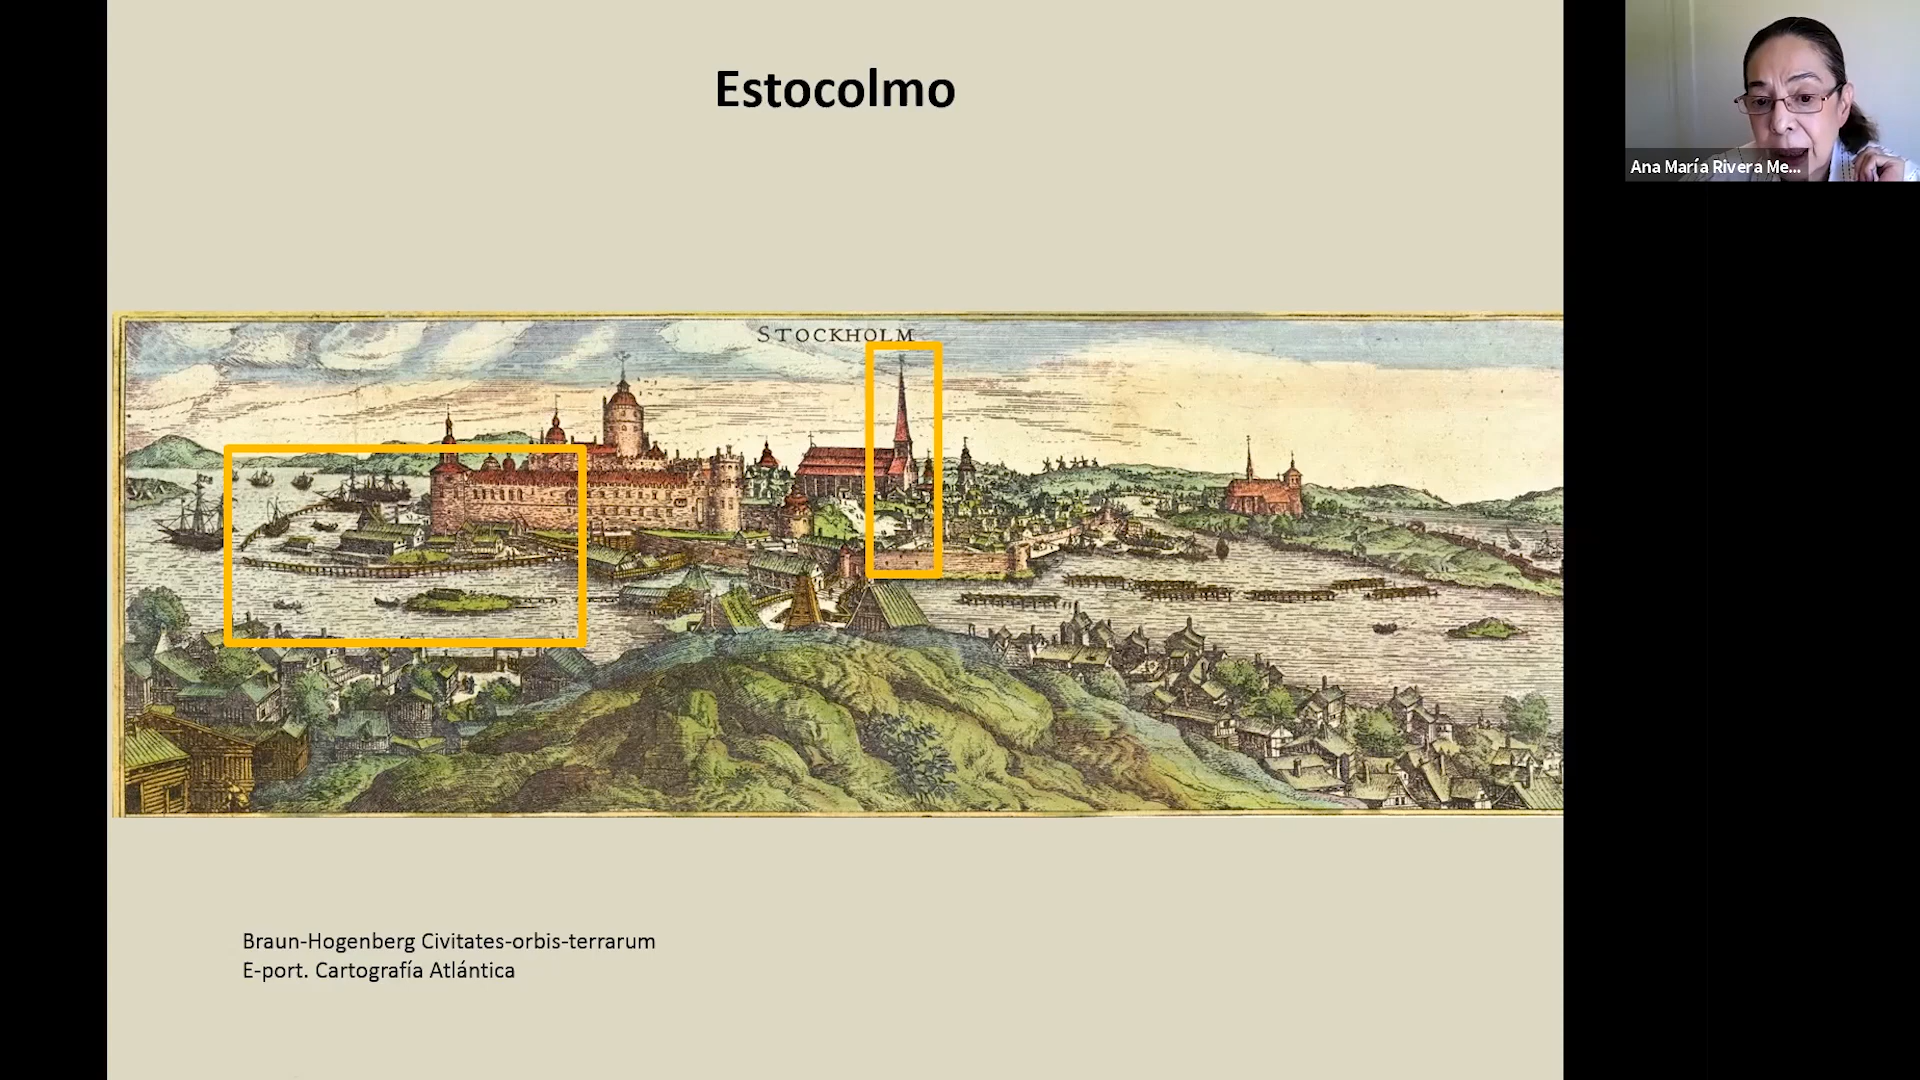 Estocolmo
Ana María Rivera Me...
STOCKHOLM
Braun-Hogenberg Civitates-orbis-terrarum
E-port. Cartografía Atlántica